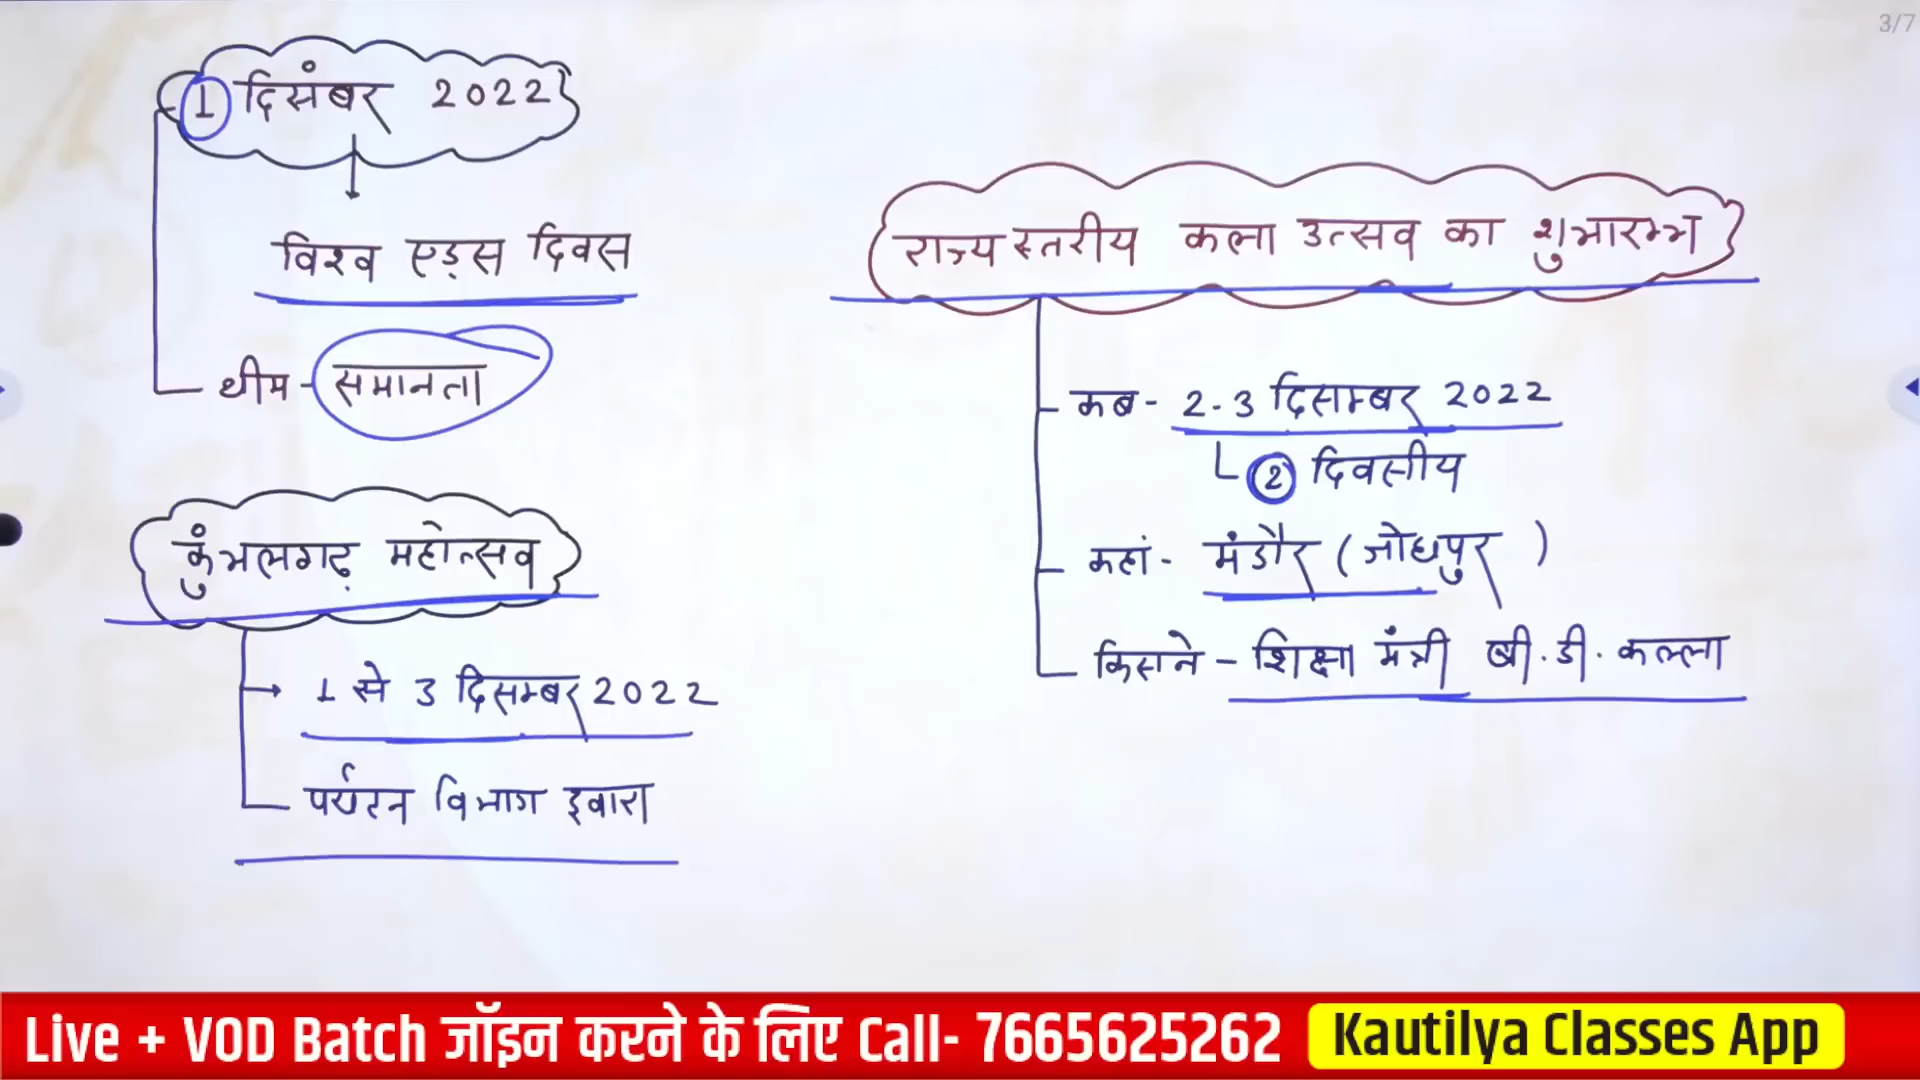 3/7
1 दिसंबर 2022
विश्व एड्स दिवस
थीम - समानता
कुंभलगढ़ महोत्सव
1 से 3 दिसम्बर 2022
पर्यटन विभाग द्वारा
राज्य स्तरीय कला उत्सव का शुभारम्भ
कब - 2-3 दिसम्बर 2022
2 दिवसीय
कहां - मंडौर (जोधपुर)
किसने - शिक्षा मंत्री बी.डी. कल्ला
Live + VOD Batch जॉइन करने के लिए Call- 7665625262 Kautilya Classes App